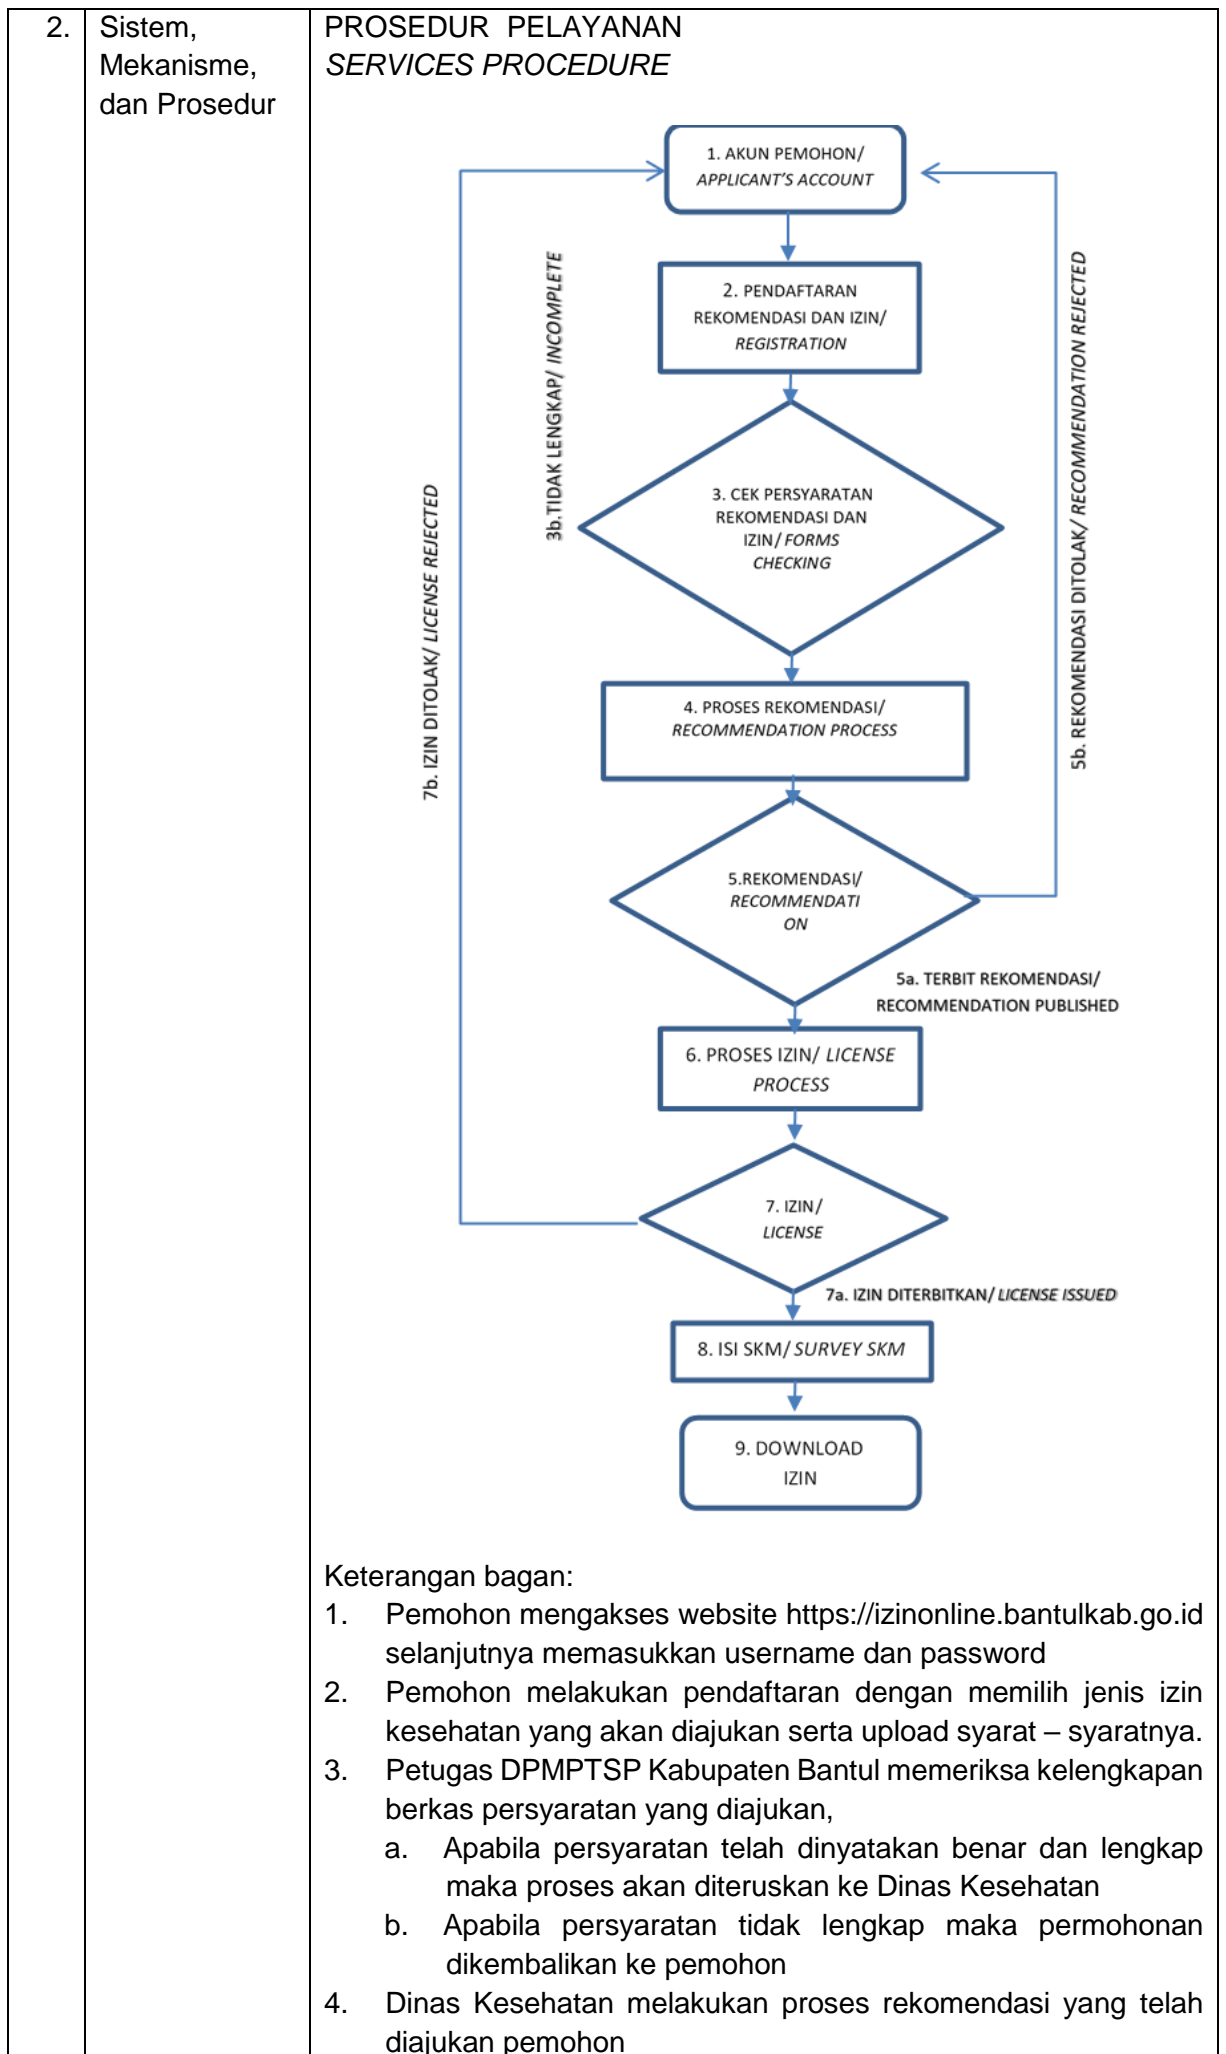 2. Sistem,
Mekanisme,
dan Prosedur
PROSEDUR PELAYANAN
SERVICES PROCEDURE
1. AKUN PEMOHON/
APPLICANT'S ACCOUNT
2. PENDAFTARAN
REKOMENDASI DAN IZIN/
REGISTRATION
3b.TIDAK LENGKAP/ INCOMPLETE
3. CEK PERSYARATAN
REKOMENDASI DAN
IZIN/ FORMS
CHECKING
7b. IZIN DITOLAK/ LICENSE REJECTED
5b. REKOMENDASI DITOLAK/ RECOMMENDATION REJECTED
4. PROSES REKOMENDASI/
RECOMMENDATION PROCESS
5.REKOMENDASI/
RECOMMENDATI
ON
5a. TERBIT REKOMENDASI/
RECOMMENDATION PUBLISHED
6. PROSES IZIN/ LICENSE
PROCESS
7. IZIN/
LICENSE
7a. IZIN DITERBITKAN/ LICENSE ISSUED
8. ISI SKM/ SURVEY SKM
9. DOWNLOAD
IZIN
Keterangan bagan:
1. Pemohon mengakses website https://izinonline.bantulkab.go.id
selanjutnya memasukkan username dan password
2. Pemohon melakukan pendaftaran dengan memilih jenis izin
kesehatan yang akan diajukan serta upload syarat – syaratnya.
3. Petugas DPMPTSP Kabupaten Bantul memeriksa kelengkapan
berkas persyaratan yang diajukan,
a. Apabila persyaratan telah dinyatakan benar dan lengkap
maka proses akan diteruskan ke Dinas Kesehatan
b. Apabila persyaratan tidak lengkap maka permohonan
dikembalikan ke pemohon
4. Dinas Kesehatan melakukan proses rekomendasi yang telah
diajukan pemohon